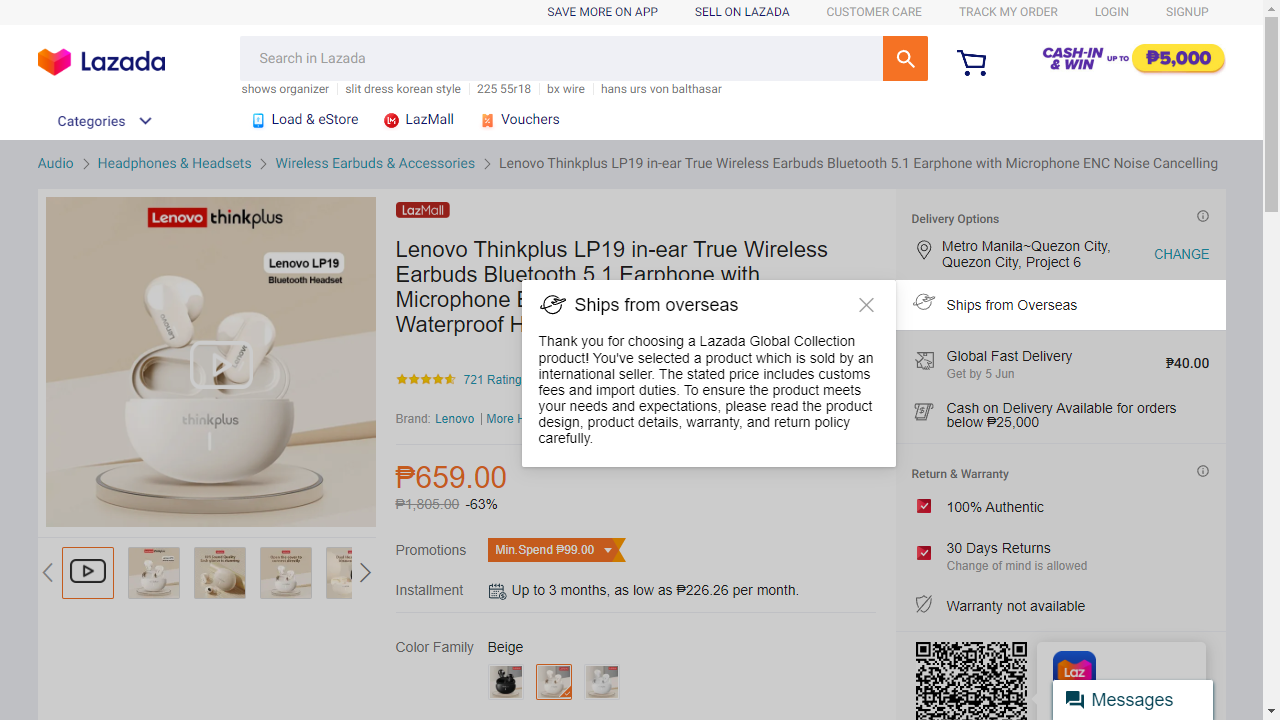 SAVE MORE ON APP
SELL ON LAZADA
CUSTOMER CARE
TRACK MY ORDER
LOGIN
SIGNUP
Lazada
Search in Lazada
CASH-IN & WIN UP TO ₱5,000
shows organizer
slit dress korean style
225 55r18
bx wire
hans urs von balthasar
Categories
Load & eStore
LazMall
Vouchers
Audio
Headphones & Headsets
Wireless Earbuds & Accessories
Lenovo Thinkplus LP19 in-ear True Wireless Earbuds Bluetooth 5.1 Earphone with Microphone ENC Noise Cancelling
Lenovo thinkplus
Lenovo LP19
Bluetooth Headset
Lenovo
thinkplus
LazMall
Lenovo Thinkplus LP19 in-ear True Wireless
Earbuds Bluetooth 5.1 Earphone with
Microphone
Waterproof
721 Rating
Brand: Lenovo | More
₱659.00
₱1,805.00 -63%
Promotions
Min.Spend ₱99.00
Installment
Up to 3 months, as low as ₱226.26 per month.
Color Family
Beige
Ships from overseas
Thank you for choosing a Lazada Global Collection
product! You've selected a product which is sold by an
international seller. The stated price includes customs
fees and import duties. To ensure the product meets
your needs and expectations, please read the product
design, product details, warranty, and return policy
carefully.
Delivery Options
Metro Manila~Quezon City,
Quezon City, Project 6
CHANGE
Ships from Overseas
Global Fast Delivery
₱40.00
Get by 5 Jun
Cash on Delivery Available for orders
below ₱25,000
Return & Warranty
100% Authentic
30 Days Returns
Change of mind is allowed
Warranty not available
Laz
Messages